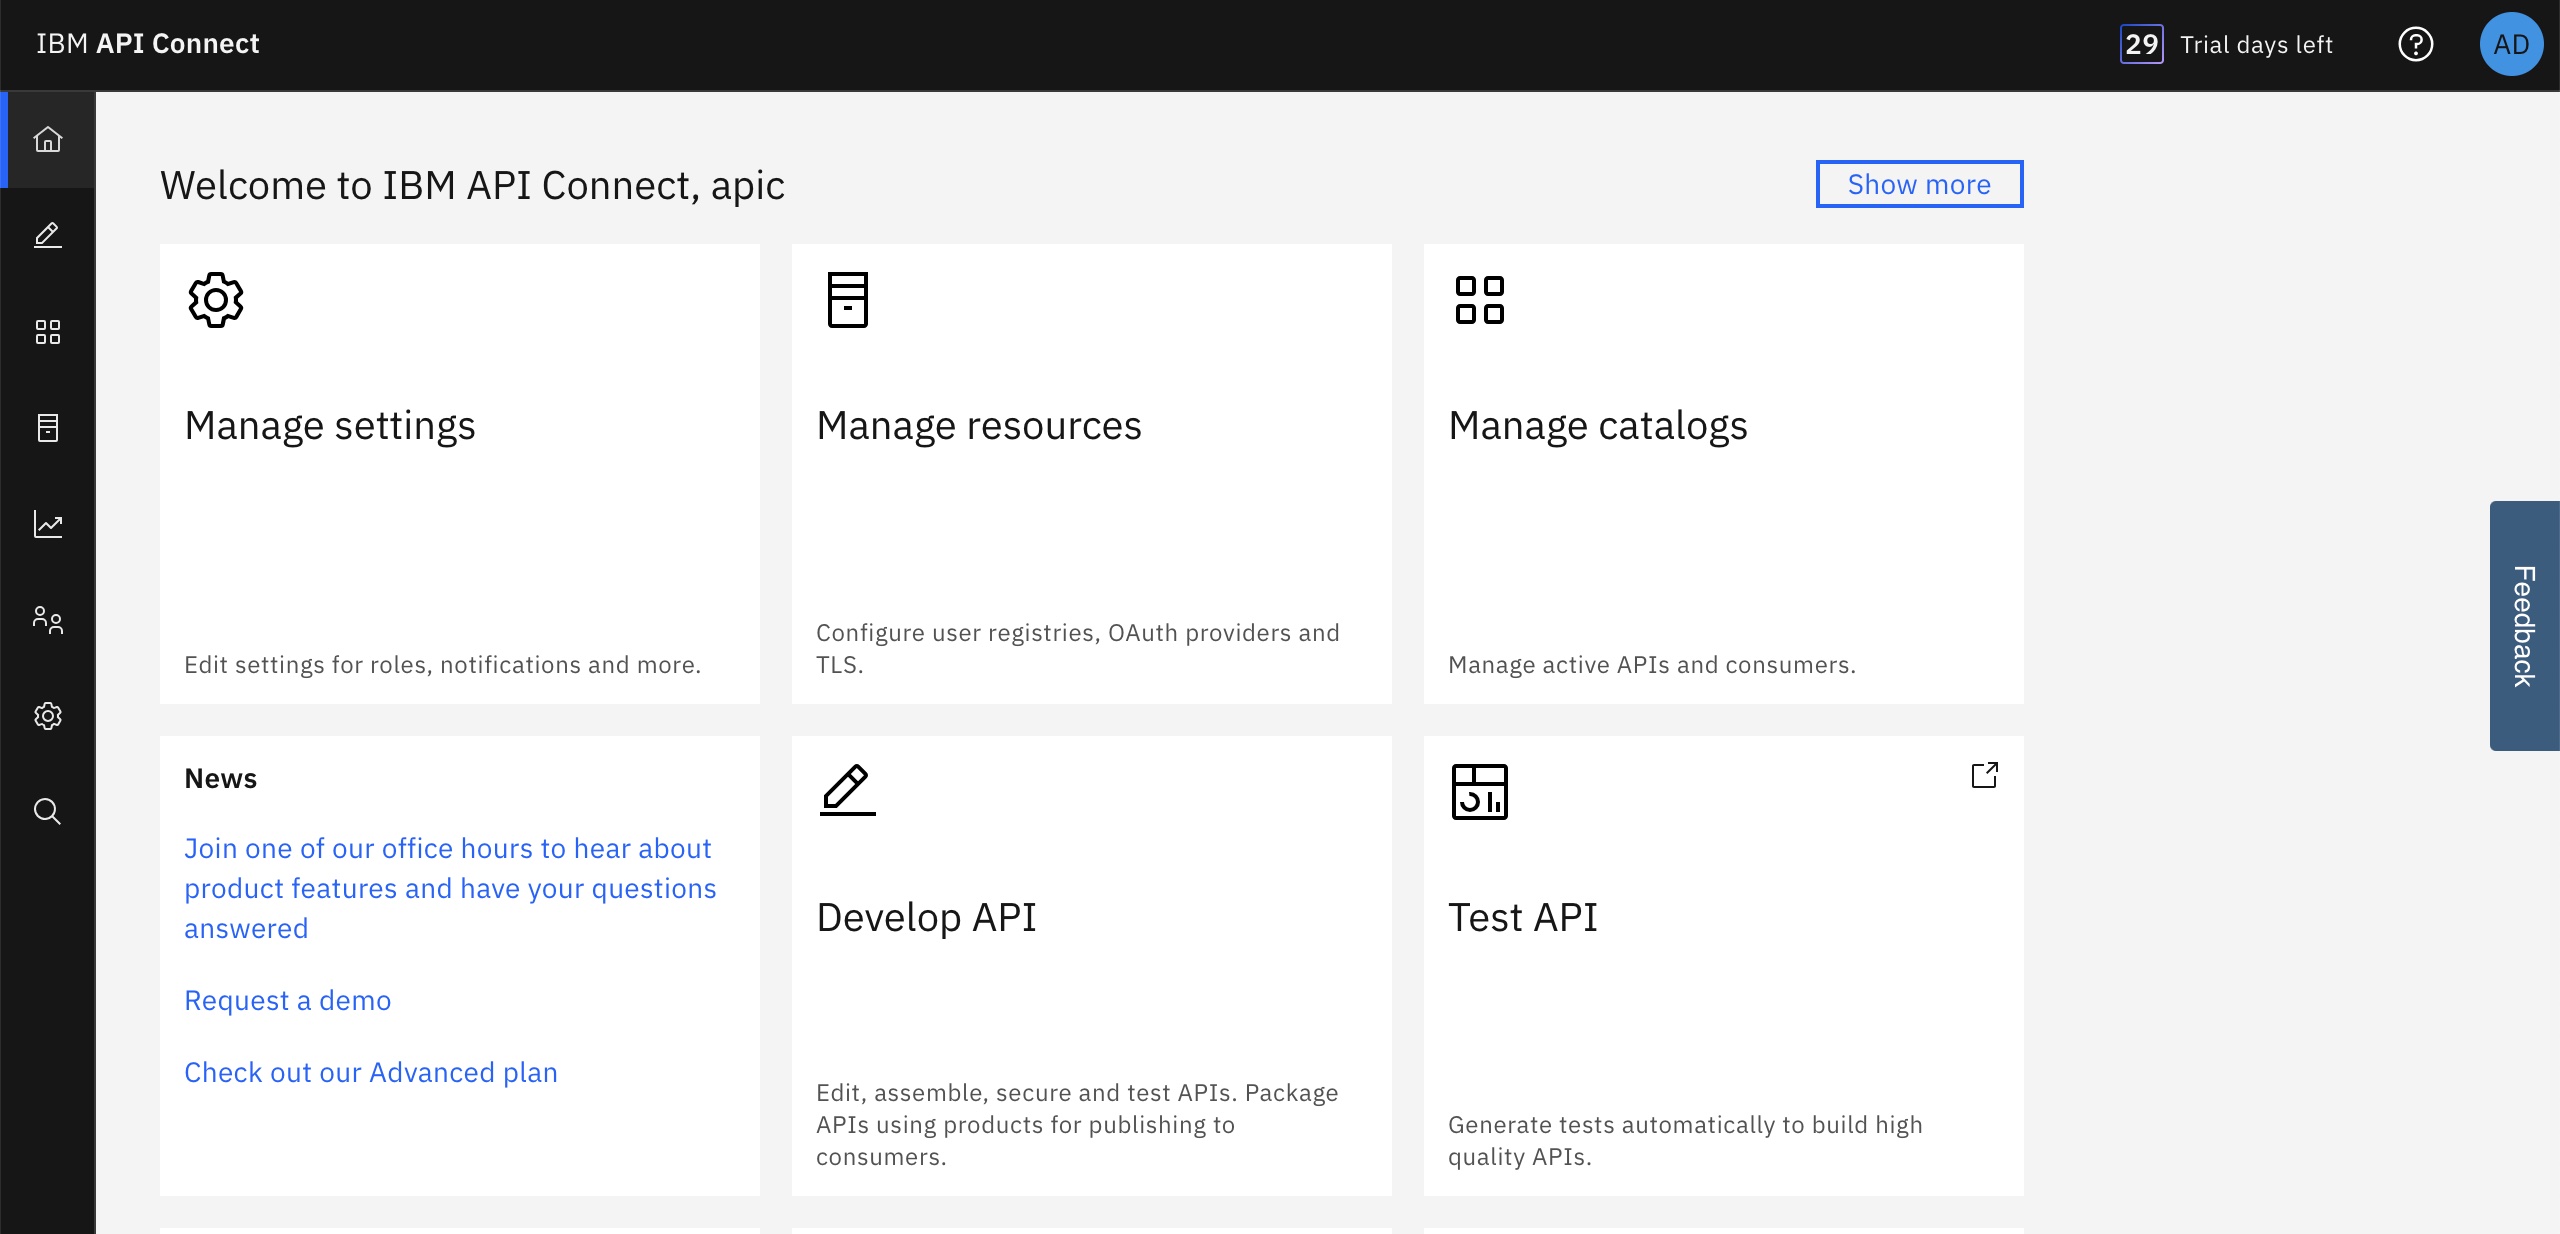 IBM API Connect
29 Trial days left
AD
Welcome to IBM API Connect, apic
Show more
Manage settings
Edit settings for roles, notifications and more.
Manage resources
Configure user registries, OAuth providers and
TLS.
Manage catalogs
Manage active APIs and consumers.
News
Join one of our office hours to hear about
product features and have your questions
answered
Request a demo
Check out our Advanced plan
Develop API
Edit, assemble, secure and test APIs. Package
APIs using products for publishing to
consumers.
Test API
Generate tests automatically to build high
quality APIs.
Feedback